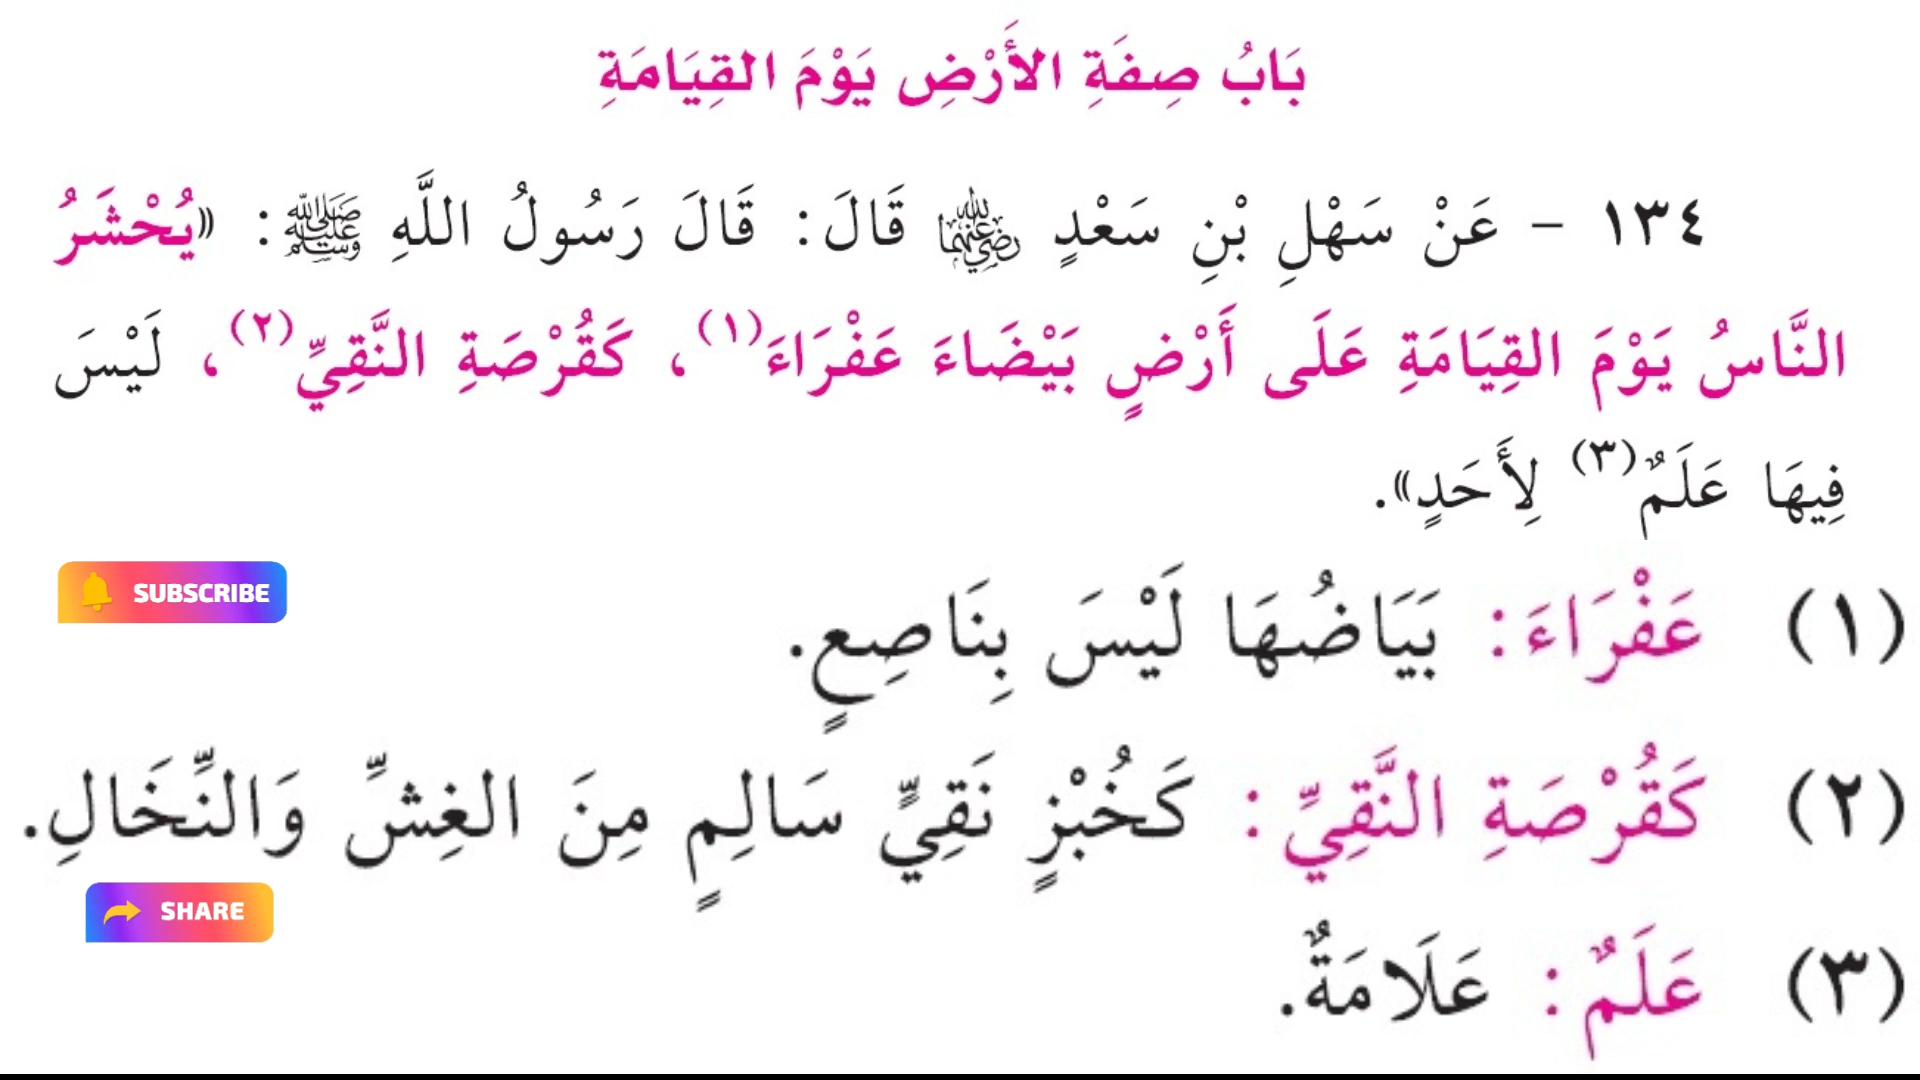 بَابُ صِفَةِ الأَرْضِ يَوْمَ القِيَامَةِ
١٣٤ – عَنْ سَهْلِ بْنِ سَعْدٍ رَضِيَ اللَّهُ عَنْهُمَا قَالَ: قَالَ رَسُولُ اللَّهِ ﷺ: «يُحْشَرُ
النَّاسُ يَوْمَ القِيَامَةِ عَلَى أَرْضٍ بَيْضَاءَ عَفْرَاءَ(١)، كَقُرْصَةِ النَّقِيِّ(٢)، لَيْسَ
فِيهَا عَلَمٌ(٣) لِأَحَدٍ».
SUBSCRIBE
(١) عَفْرَاءَ: بَيَاضُهَا لَيْسَ بِنَاصِعٍ.
(٢) كَقُرْصَةِ النَّقِيِّ: كَخُبْزٍ نَقِيٍّ سَالِمٍ مِنَ الغِشِّ وَالنِّخَالِ.
SHARE
(٣) عَلَمٌ: عَلَامَةٌ.